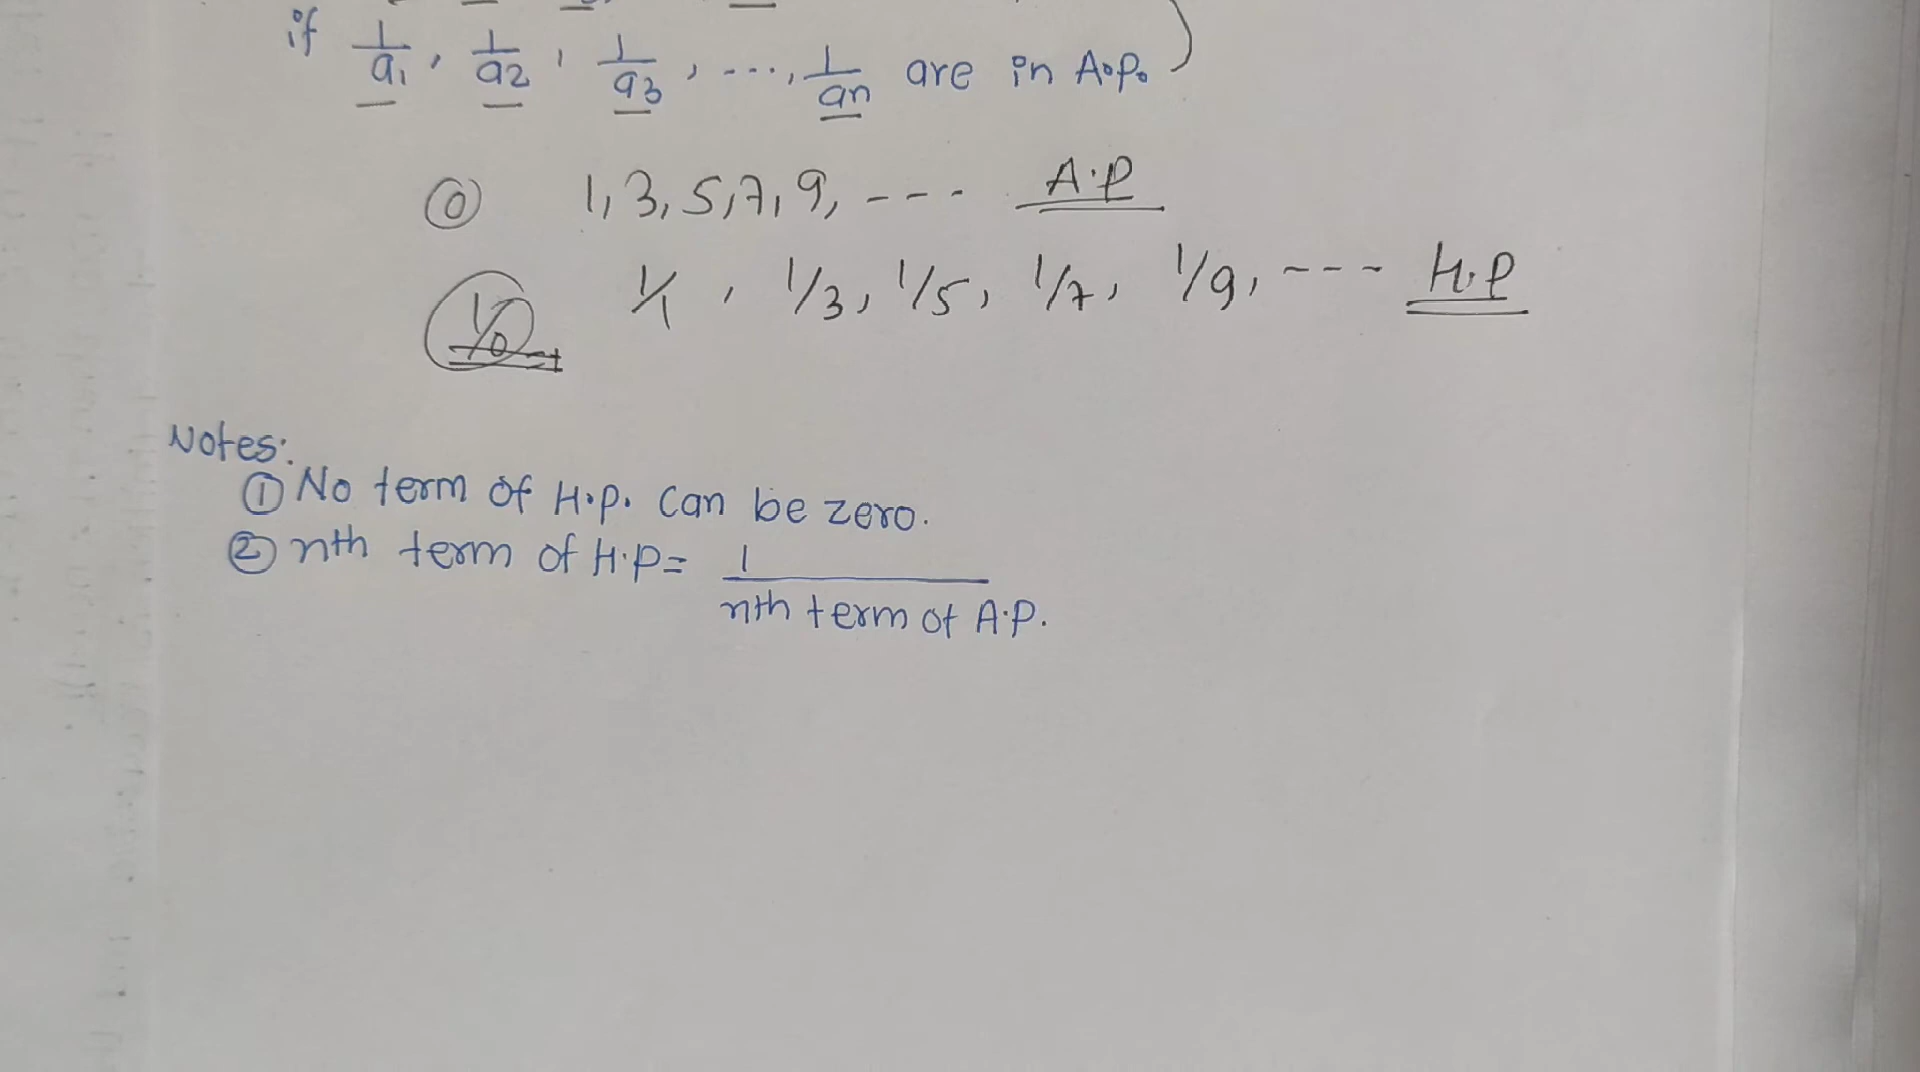 if 1/a1, 1/a2, 1/a3, ..., 1/an are in A.P.)
0 1, 3, 5, 7, 9, --- A.P
1/0 1/1, 1/3, 1/5, 1/7, 1/9, --- H.P
Notes:
① No term of H.P. can be zero.
② nth term of H.P = 1
nth term of A.P.